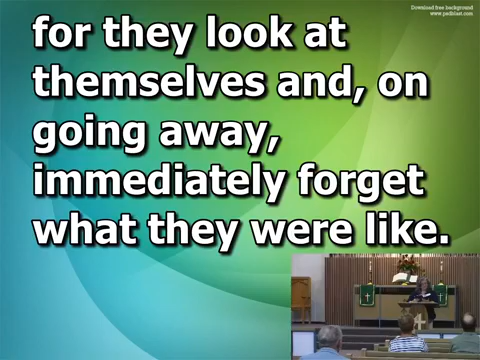 Download free background
www.psdblast.com
for they look at
themselves and, on
going away,
immediately forget
what they were like.